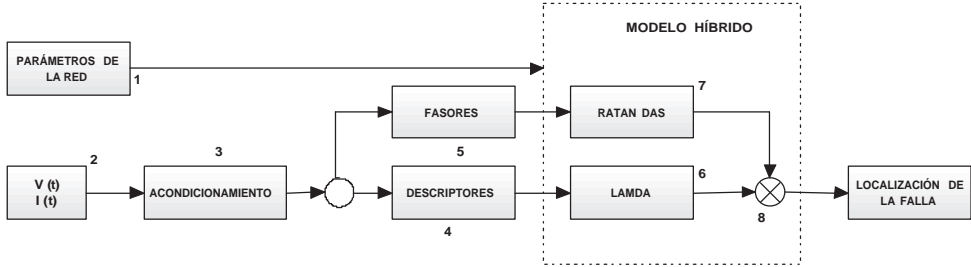 MODELO HÍBRIDO
PARÁMETROS DE
LA RED
1
7
FASORES
RATAN DAS
5
2
3
6
V (t)
I (t)
ACONDICIONAMIENTO
DESCRIPTORES
LAMDA
LOCALIZACIÓN DE
LA FALLA
4
8